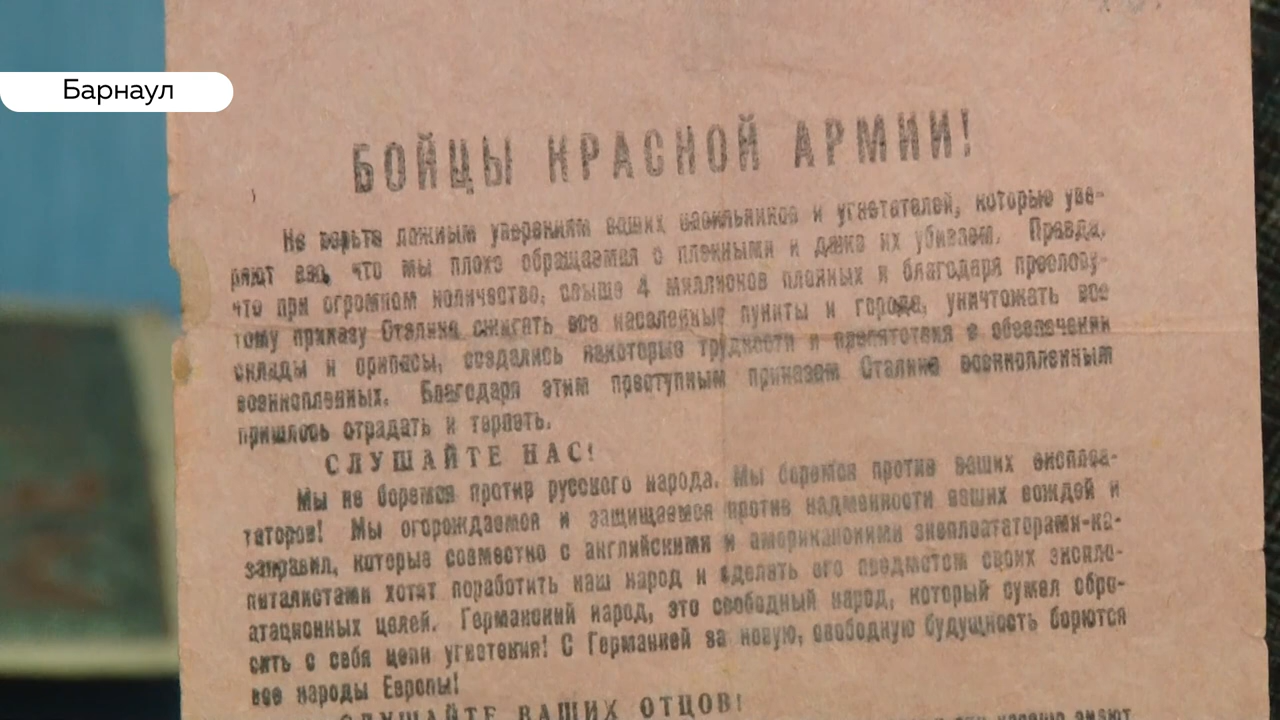 Барнаул
БОЙЦЫ КРАСНОЙ АРМИИ!
Не верьте ложным уверениям ваших насильников и угнетателей, которые уве-
ряют вас, что мы плохо обращаемся с пленными и даже их убиваем. Правда,
что при огромном количестве, свыше 4 миллионов пленных и благодаря преслову-
тому приказу Сталина сжигать все населенные пункты и города, уничтожать все
склады и припасы, создались некоторые трудности и препятствия в обеспечении
военнопленных. Благодаря этим преступным приказам Сталина военнопленным
пришлось страдать и терпеть.
СЛУШАЙТЕ НАС!
Мы не боремся против русского народа. Мы боремся против ваших эксплоа-
таторов! Мы огорождаемся и защищаемся против надменности ваших вождей и
заправил, которые совместно с английскими и американскими эксплоататорами-ка-
питалистами хотят поработить наш народ и сделать его предметом своих экспло-
атационных целей. Германский народ, это свободный народ, который сумел сбро-
сить с себя цепи угнетения! С Германией за новую, свободную будущность борются
все народы Европы!
СЛУШАЙТЕ ВАШИХ ОТЦОВ!